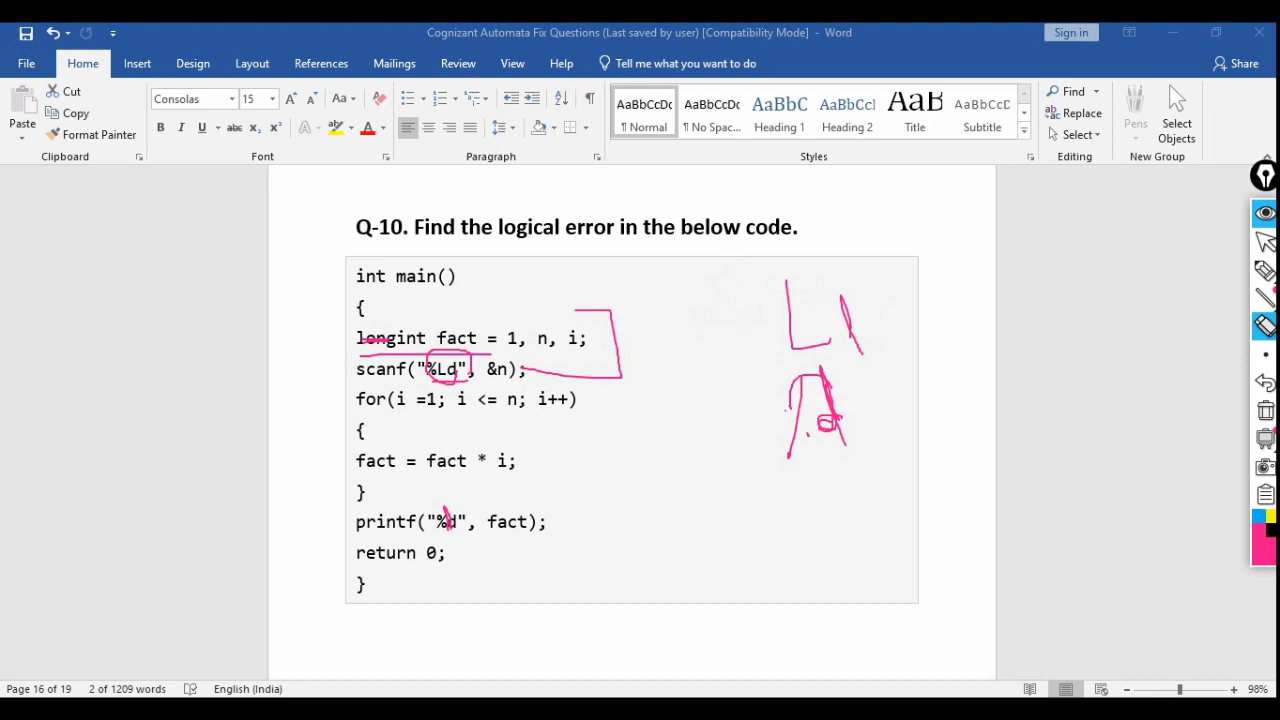 Cognizant Automata Fix Questions (Last saved by user) [Compatibility Mode] - Word
Sign in
File Home Insert Design Layout References Mailings Review View Help Tell me what you want to do Share
Paste
Cut
Copy
Format Painter
Clipboard
Consolas 15
Font
Paragraph
AaBbCcDc AaBbCcDc AaBbC AaBbCcl AaB AaBbCcD
¶ Normal ¶ No Spac... Heading 1 Heading 2 Title Subtitle
Styles
Find
Replace
Select
Editing
Pens
Select Objects
New Group
Q-10. Find the logical error in the below code.
int main()
{
longint fact = 1, n, i;
scanf("%Ld", &n);
for(i =1; i <= n; i++)
{
fact = fact * i;
}
printf("%d", fact);
return 0;
}
Page 16 of 19 2 of 1209 words English (India) 98%